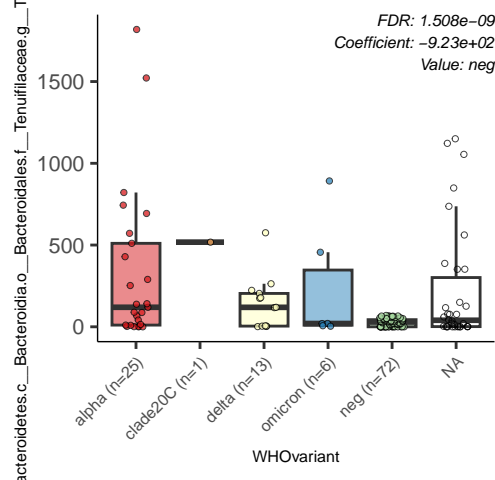 FDR: 1.508e−09
Coefficient: −9.23e+02
Value: neg
acteroidetes.c__Bacteroidia.o__Bacteroidales.f__Tenuifilaceae.g__T
1500
1000
500
0
alpha (n=25)
clade20C (n=1)
delta (n=13)
omicron (n=6)
neg (n=72)
NA
WHOvariant